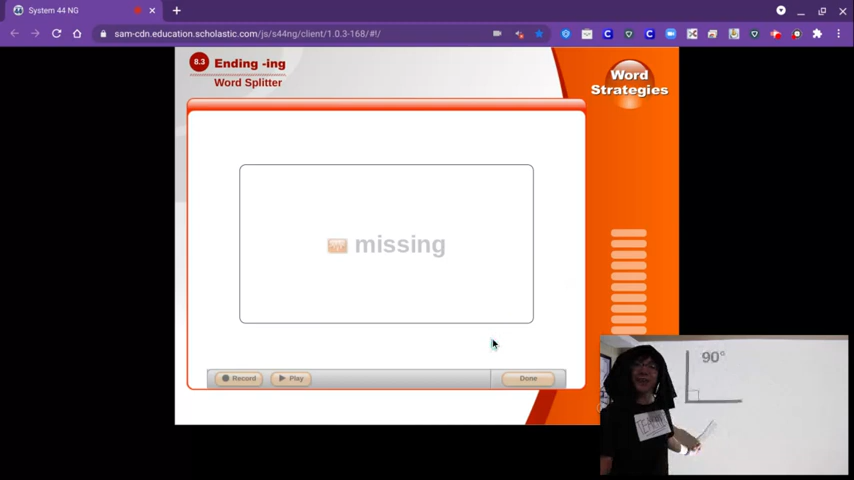 System 44 NG
sam-cdn.education.scholastic.com/js/s44ng/client/1.0.3-168/#!/
8.3 Ending -ing
Word Splitter
Word
Strategies
missing
Record
Play
Done
90°